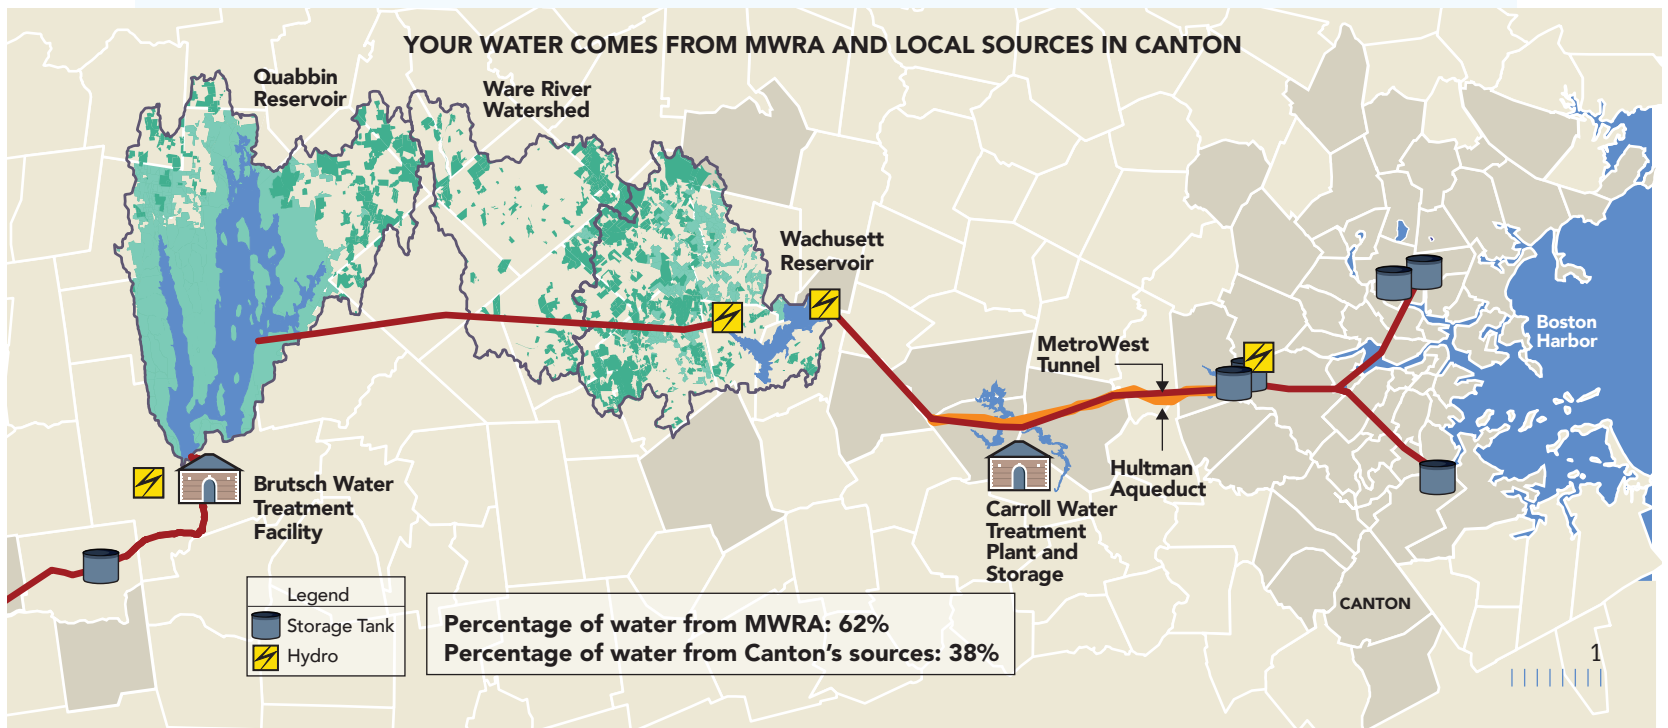 YOUR WATER COMES FROM MWRA AND LOCAL SOURCES IN CANTON
Quabbin
Reservoir
Ware River
Watershed
Wachusett
Reservoir
Boston
Harbor
MetroWest
Tunnel
Hultman
Aqueduct
Brutsch Water
Treatment
Facility
Carroll Water
Treatment
Plant and
Storage
CANTON
Legend
Storage Tank
Hydro
Percentage of water from MWRA: 62%
Percentage of water from Canton's sources: 38%
1